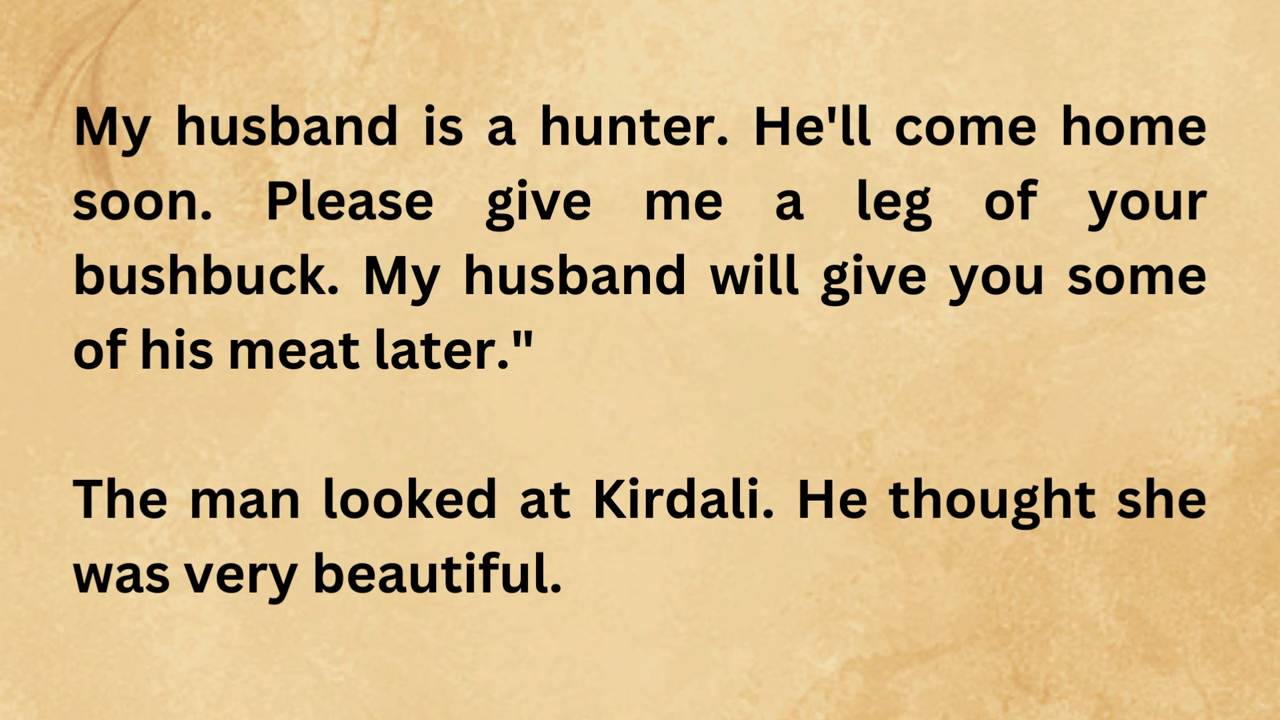 My husband is a hunter. He'll come home
soon. Please give me a leg of your
bushbuck. My husband will give you some
of his meat later."
The man looked at Kirdali. He thought she
was very beautiful.